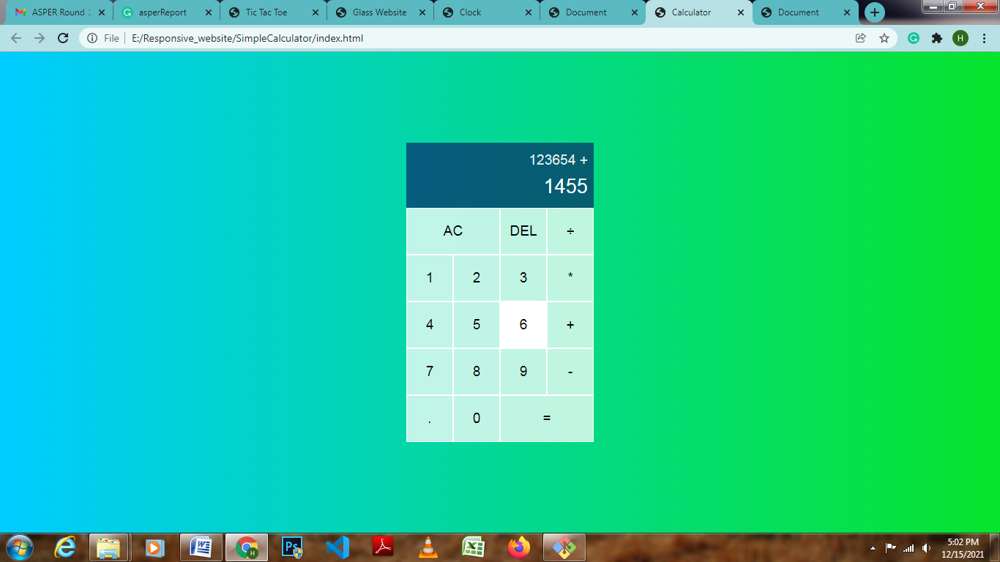 ASPER Round 1
asperReport
Tic Tac Toe
Glass Website
Clock
Document
Calculator
Document
File | E:/Responsive_website/SimpleCalculator/index.html
H
123654 +
1455
AC DEL ÷
1 2 3 *
4 5 6 +
7 8 9 -
. 0 =
5:02 PM
12/15/2021